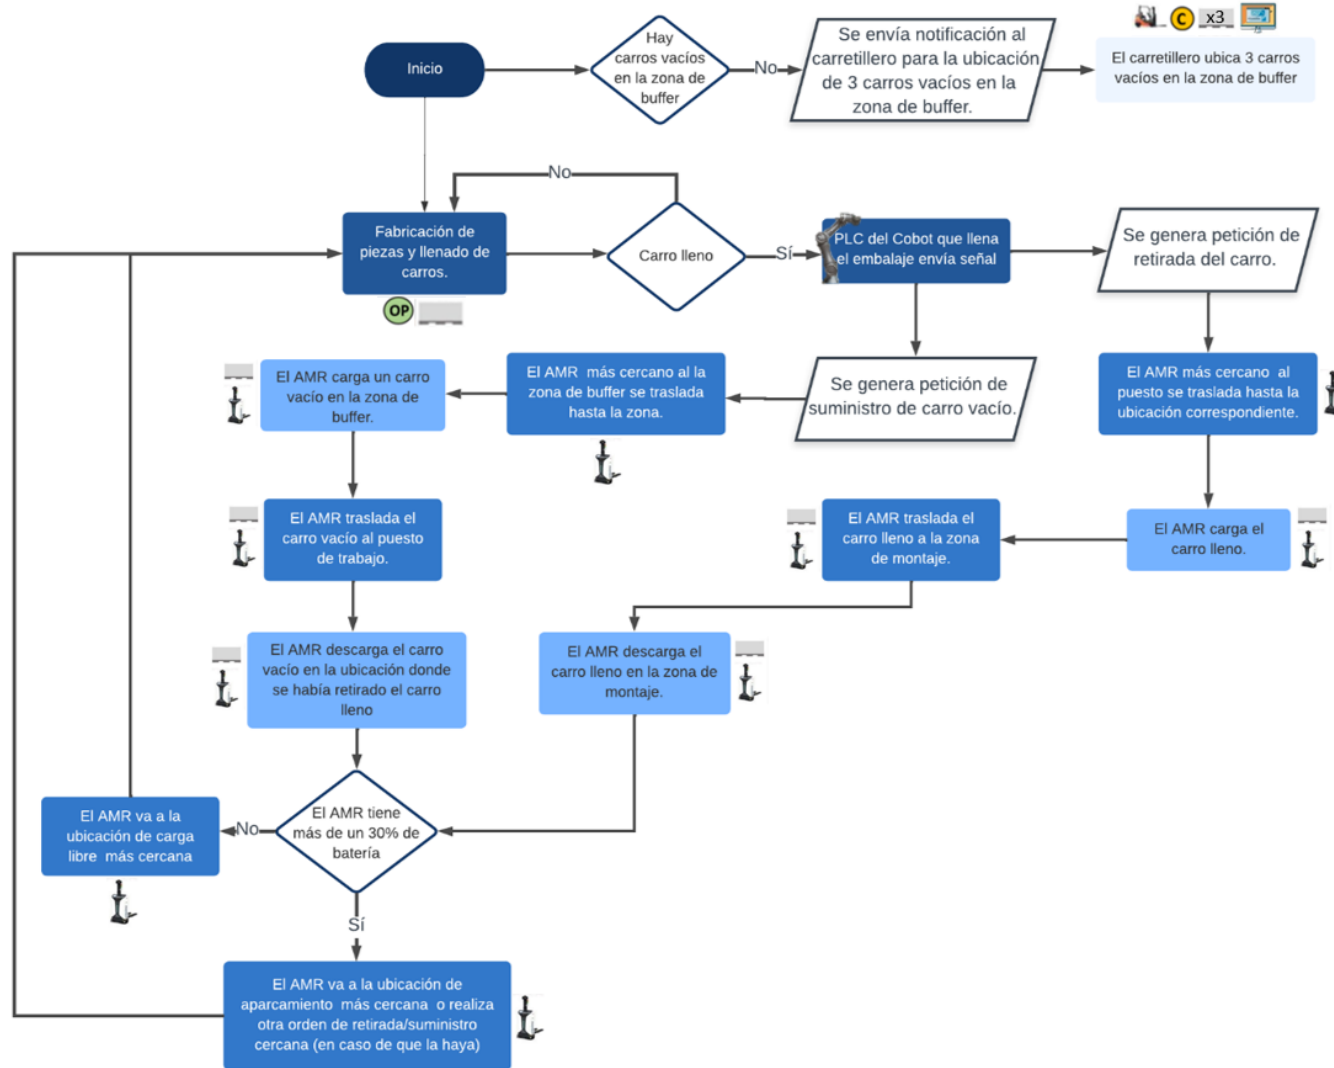 Inicio
Hay
carros vacíos
en la zona de
buffer
No
Se envía notificación al
carretillero para la ubicación
de 3 carros vacíos en la
zona de buffer.
C
x3
El carretillero ubica 3 carros
vacíos en la zona de buffer
No
Fabricación de
piezas y llenado de
carros.
OP
Carro lleno
Sí
PLC del Cobot que llena
el embalaje envía señal
Se genera petición de
retirada del carro.
El AMR carga un carro
vacío en la zona de
buffer.
El AMR más cercano al la
zona de buffer se traslada
hasta la zona.
Se genera petición de
suministro de carro vacío.
El AMR más cercano al
puesto se traslada hasta la
ubicación correspondiente.
El AMR traslada el
carro vacío al puesto
de trabajo.
El AMR traslada el
carro lleno a la zona
de montaje.
El AMR carga el
carro lleno.
El AMR descarga el carro
vacío en la ubicación donde
se había retirado el carro
lleno
El AMR descarga el
carro lleno en la zona de
montaje.
El AMR va a la
ubicación de carga
libre más cercana
No
El AMR tiene
más de un 30% de
batería
Sí
El AMR va a la ubicación de
aparcamiento más cercana o realiza
otra orden de retirada/suministro
cercana (en caso de que la haya)